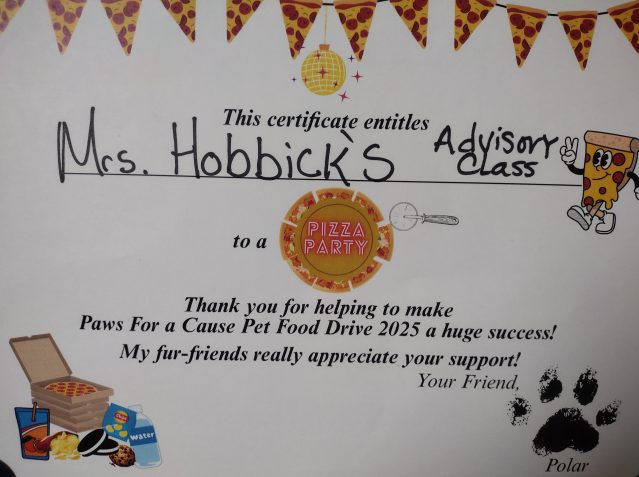 This certificate entitles
Mrs. Hobbick`s Advisory Class
to a PIZZA PARTY
Thank you for helping to make
Paws For a Cause Pet Food Drive 2025 a huge success!
My fur-friends really appreciate your support!
Your Friend,
Water
Polar